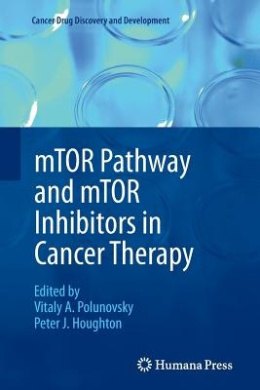 Cancer Drug Discovery and Development
mTOR Pathway
and mTOR
Inhibitors in
Cancer Therapy
Edited by
Vitaly A. Polunovsky
Peter J. Houghton
Humana Press